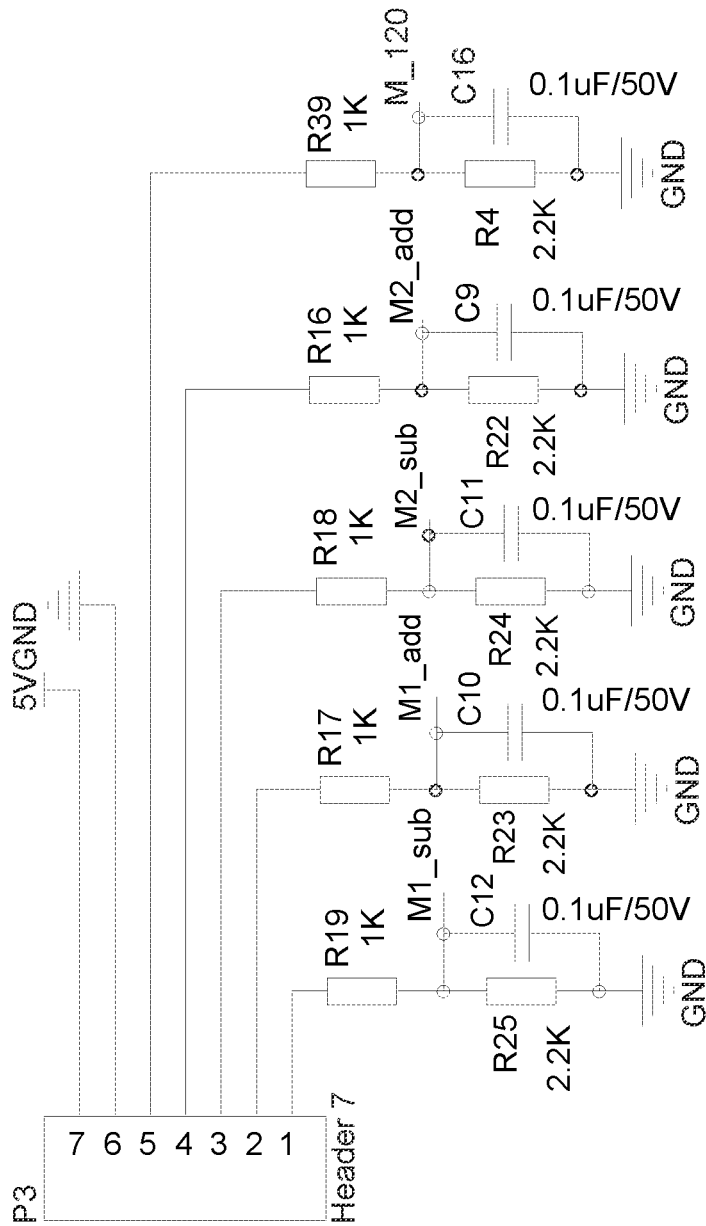 P3
Header 7
7
6
5
4
3
2
1
5VGND
R19
1K
M1_sub
C12
0.1uF/50V
R25
2.2K
GND
R17
1K
M1_add
C10
0.1uF/50V
R23
2.2K
GND
R18
1K
M2_sub
C11
0.1uF/50V
R24
2.2K
GND
R16
1K
M2_add
C9
0.1uF/50V
R22
2.2K
GND
R39
1K
M_120
C16
0.1uF/50V
R4
2.2K
GND